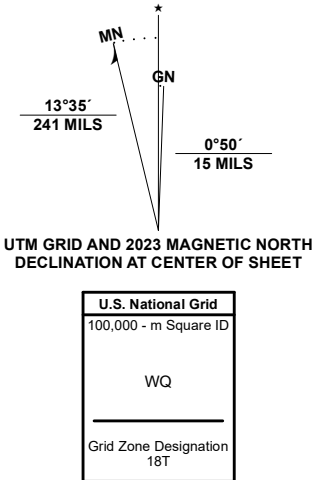 MN
GN
13°35´
241 MILS
0°50´
15 MILS
UTM GRID AND 2023 MAGNETIC NORTH
DECLINATION AT CENTER OF SHEET
U.S. National Grid
100,000 - m Square ID
WQ
Grid Zone Designation
18T